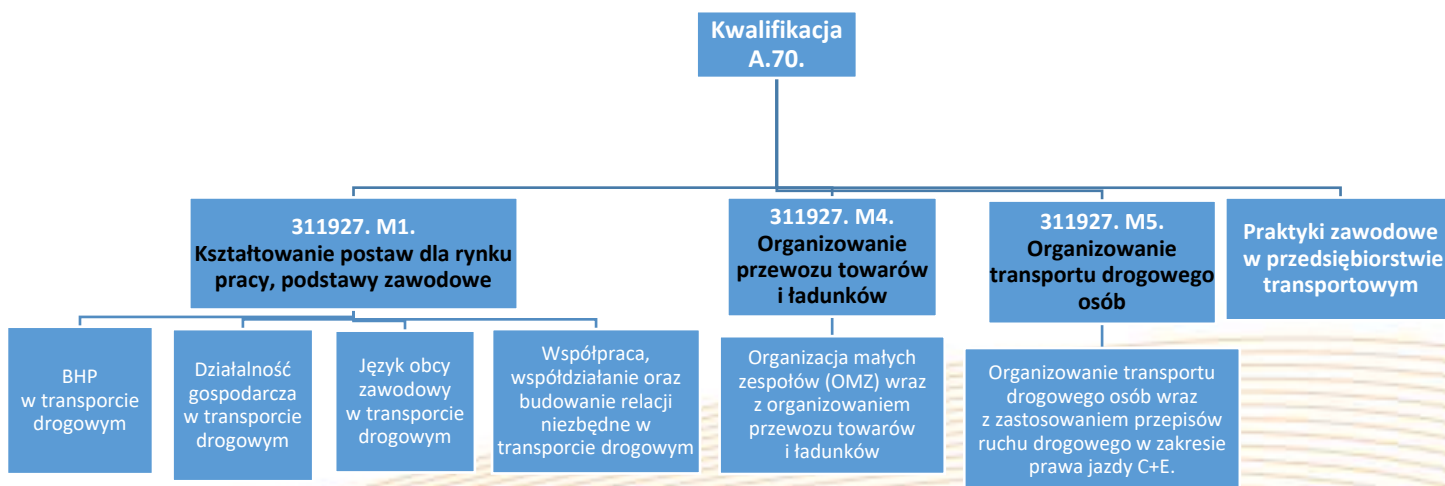 Kwalifikacja
A.70.
311927. M1.
Kształtowanie postaw dla rynku
pracy, podstawy zawodowe
311927. M4.
Organizowanie
przewozu towarów
i ładunków
311927. M5.
Organizowanie
transportu drogowego
osób
Praktyki zawodowe
w przedsiębiorstwie
transportowym
BHP
w transporcie
drogowym
Działalność
gospodarcza
w transporcie
drogowym
Język obcy
zawodowy
w transporcie
drogowym
Współpraca,
współdziałanie oraz
budowanie relacji
niezbędne w
transporcie drogowym
Organizacja małych
zespołów (OMZ) wraz
z organizowaniem
przewozu towarów
i ładunków
Organizowanie transportu
drogowego osób wraz
z zastosowaniem przepisów
ruchu drogowego w zakresie
prawa jazdy C+E.